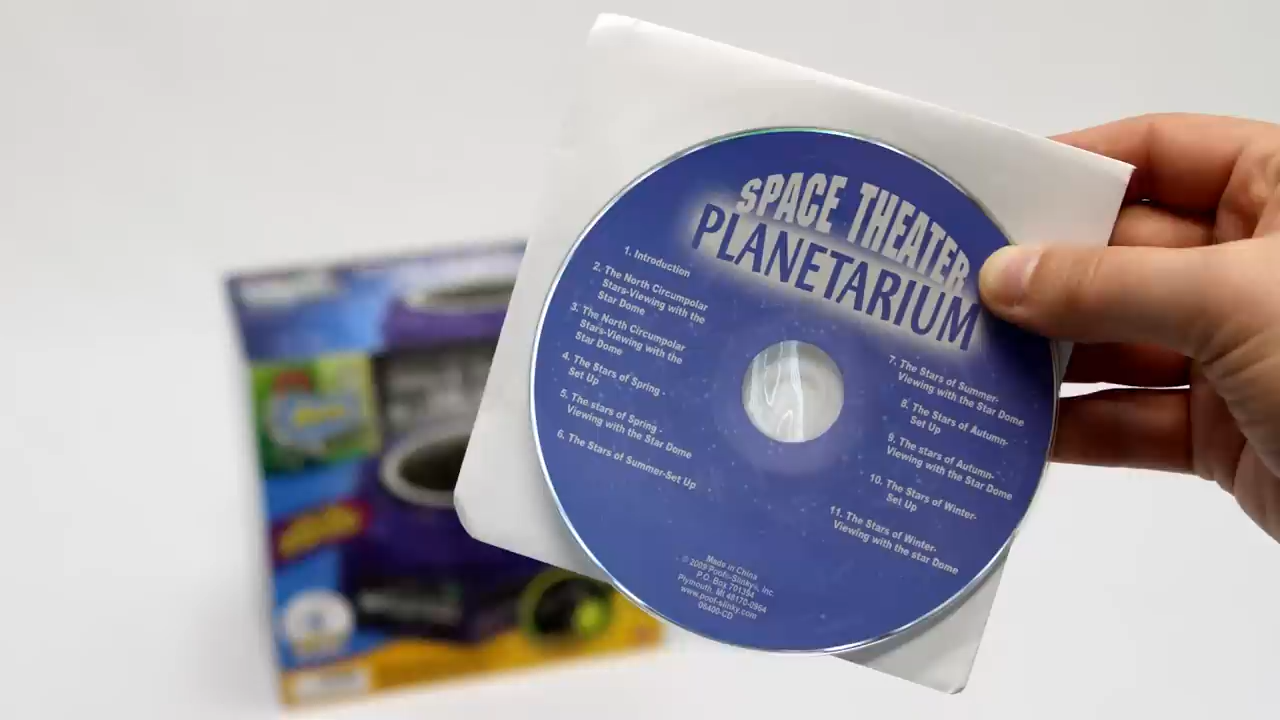 SPACE THEATER
PLANETARIUM
1. Introduction
2. The North Circumpolar
Stars-Viewing with the
Star Dome
3. The North Circumpolar
Stars-Viewing with the
Star Dome
4. The Stars of Spring -
Set Up
5. The stars of Spring -
Viewing with the Star Dome
6. The Stars of Summer-Set Up
7. The Stars of Summer-
Viewing with the Star Dome
8. The Stars of Autumn-
Set Up
9. The stars of Autumn-
Viewing with the Star Dome
10. The Stars of Winter-
Set Up
11. The Stars of Winter-
Viewing with the star Dome
Made in China
© 2009 Poof®-Slinky®, Inc.
P.O. Box 701394
Plymouth, MI 48170-0964
www.poof-slinky.com
06400-CD